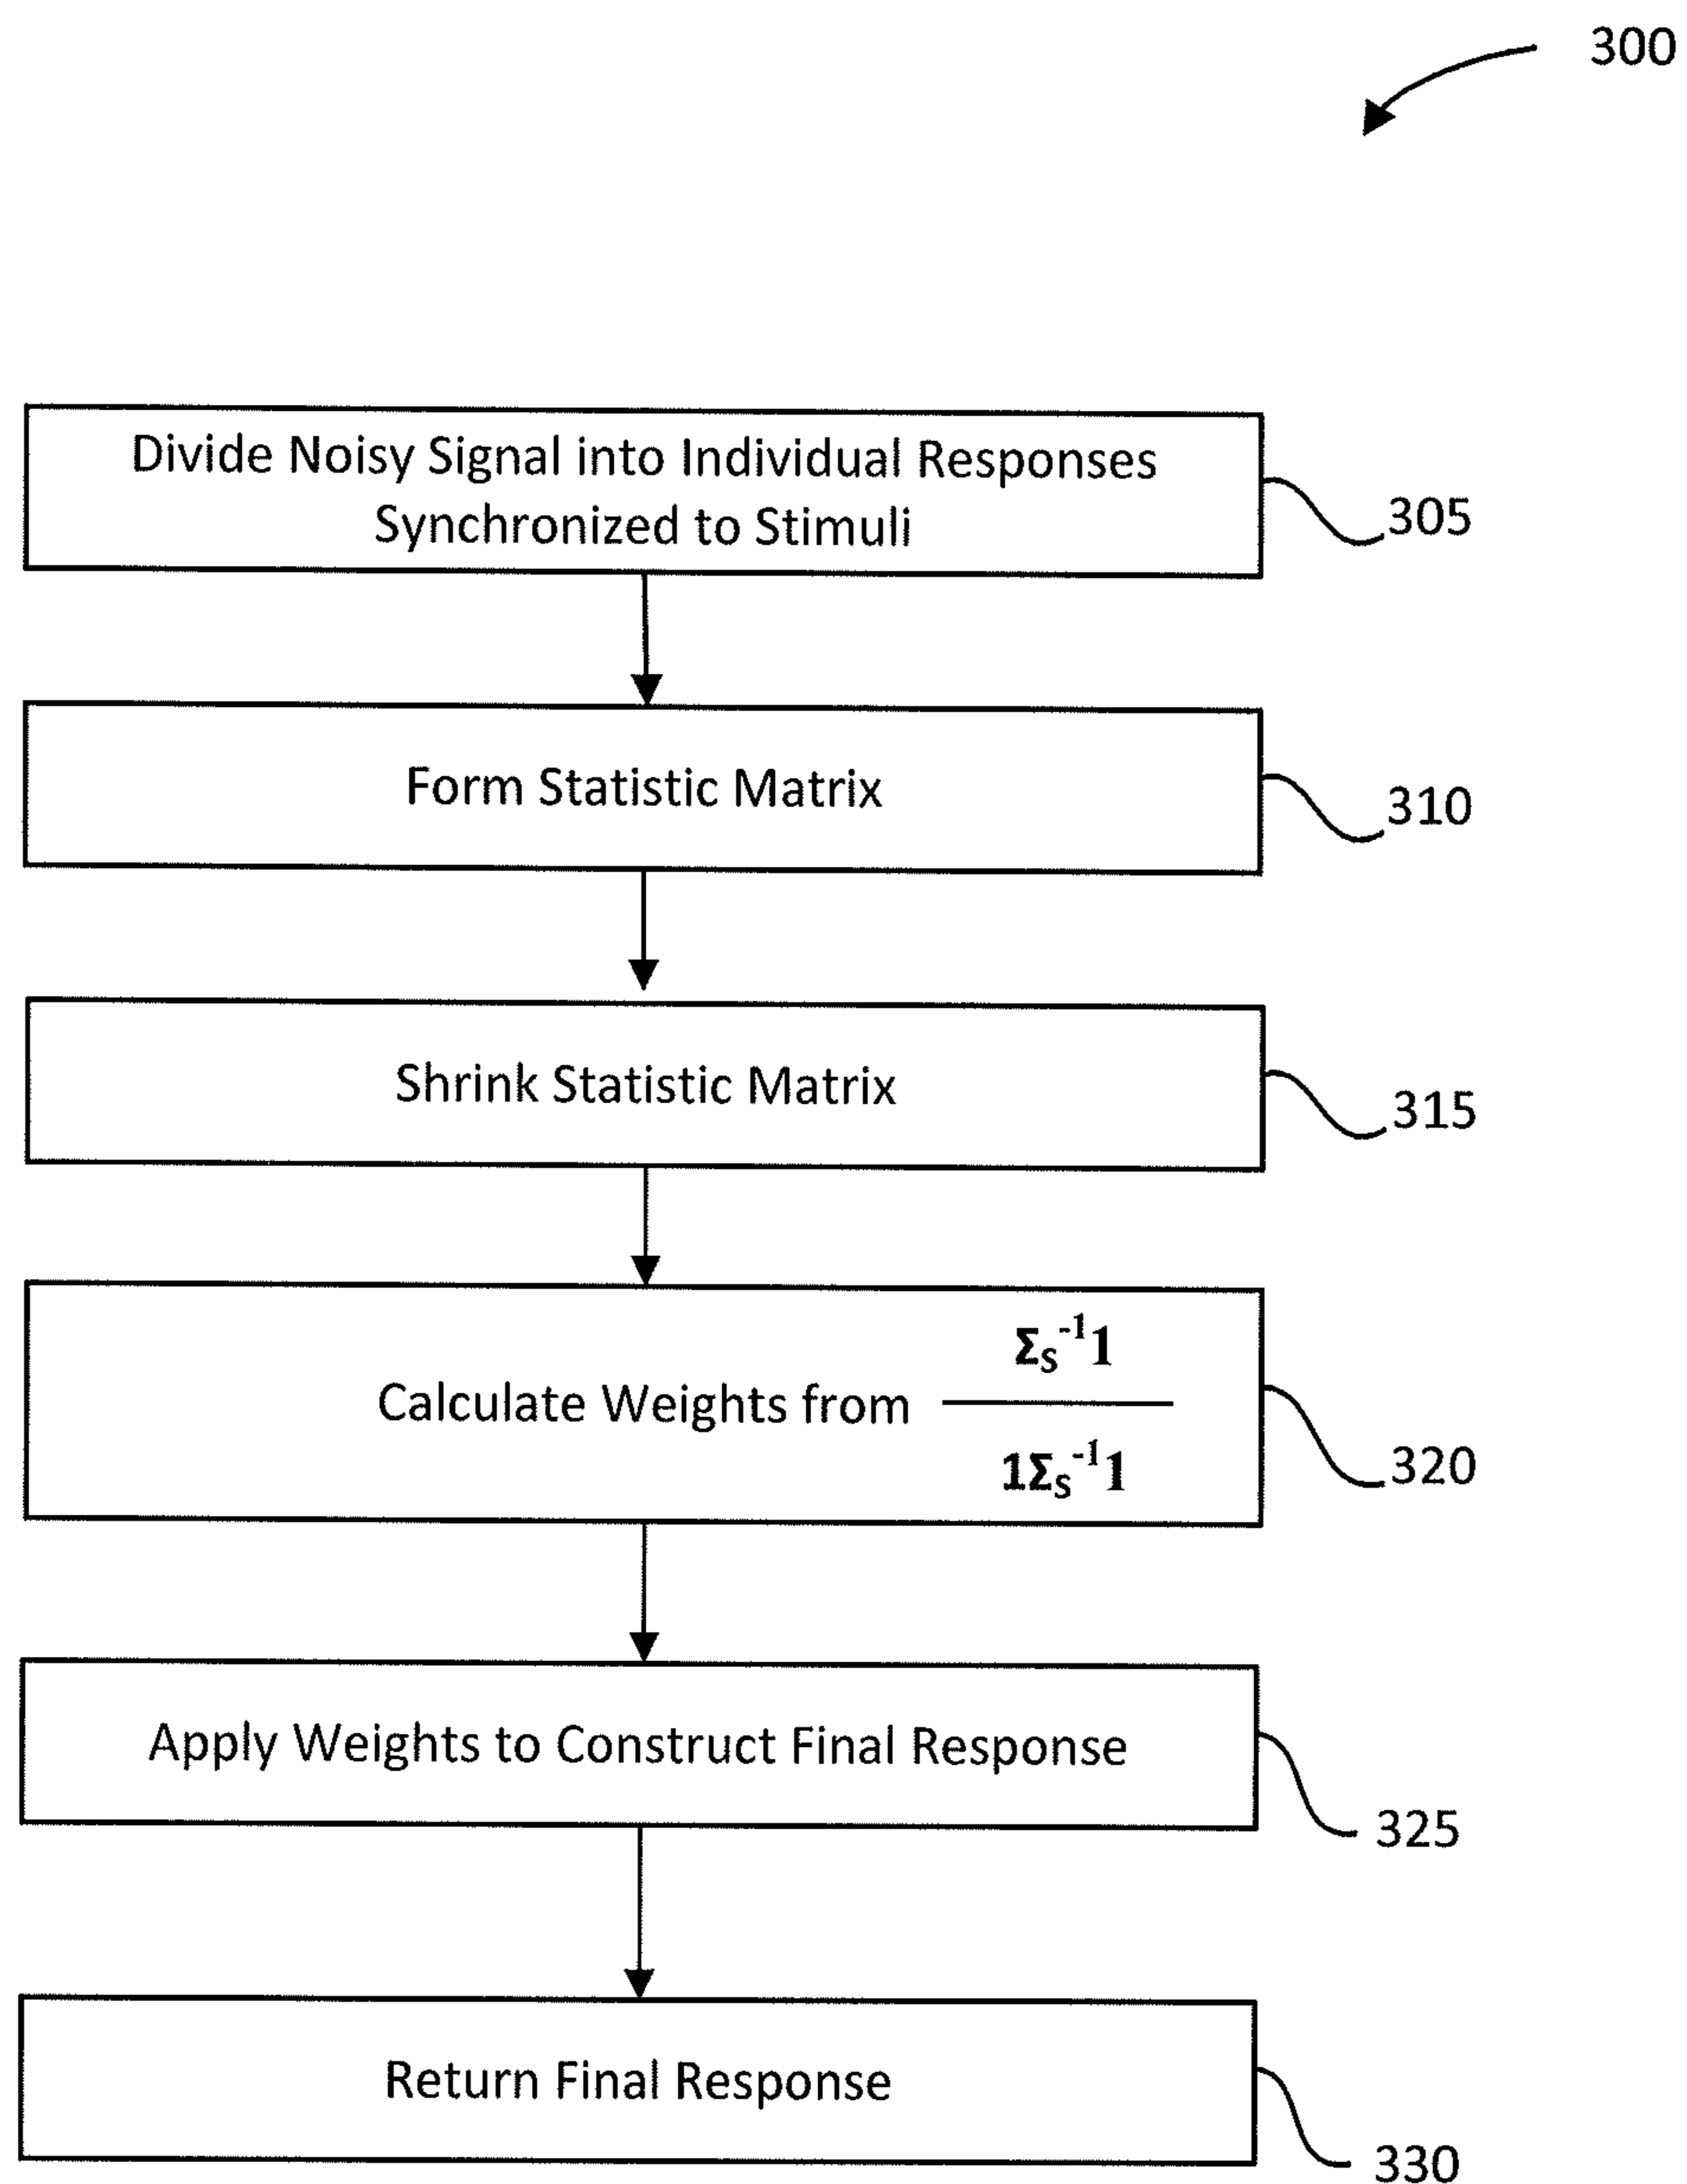 300
Divide Noisy Signal into Individual Responses
Synchronized to Stimuli
305
Form Statistic Matrix
310
Shrink Statistic Matrix
315
Calculate Weights from
Σs⁻¹1
1Σs⁻¹1
320
Apply Weights to Construct Final Response
325
Return Final Response
330